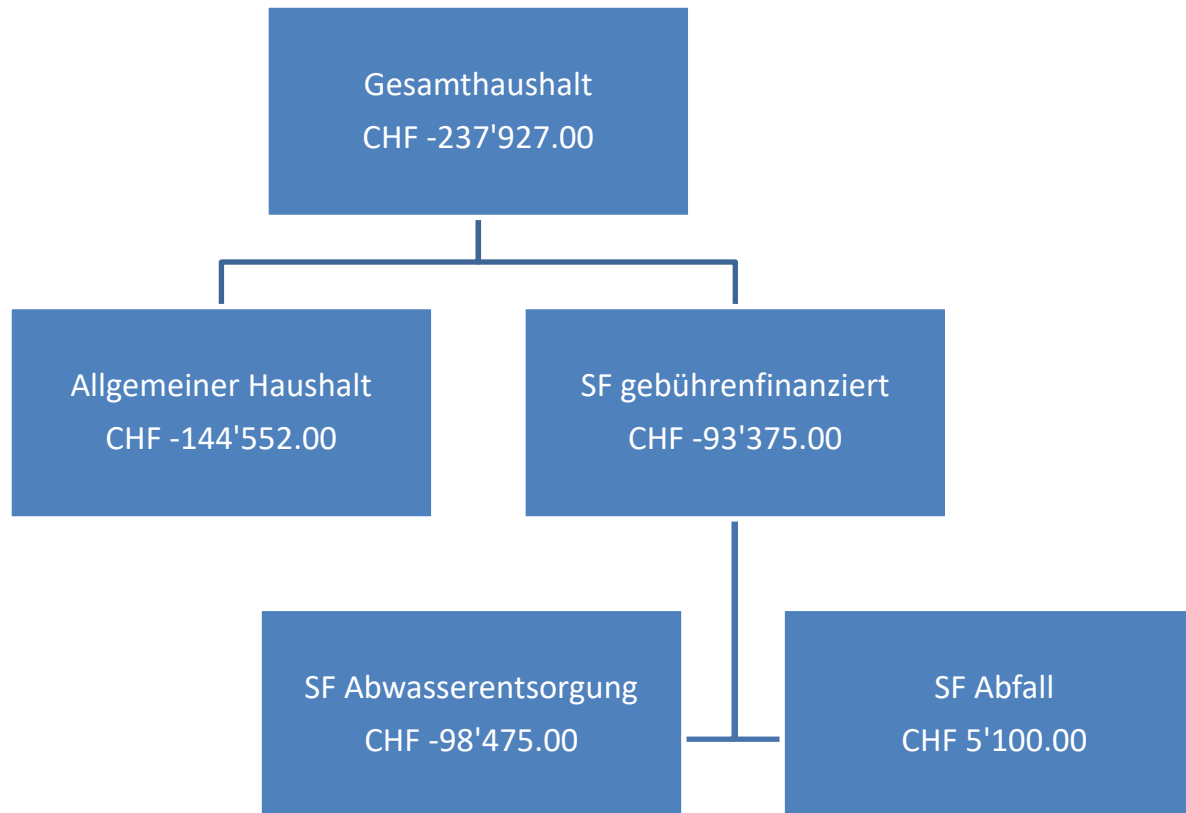 Gesamthaushalt
CHF -237'927.00
Allgemeiner Haushalt
CHF -144'552.00
SF gebührenfinanziert
CHF -93'375.00
SF Abwasserentsorgung
CHF -98'475.00
SF Abfall
CHF 5'100.00